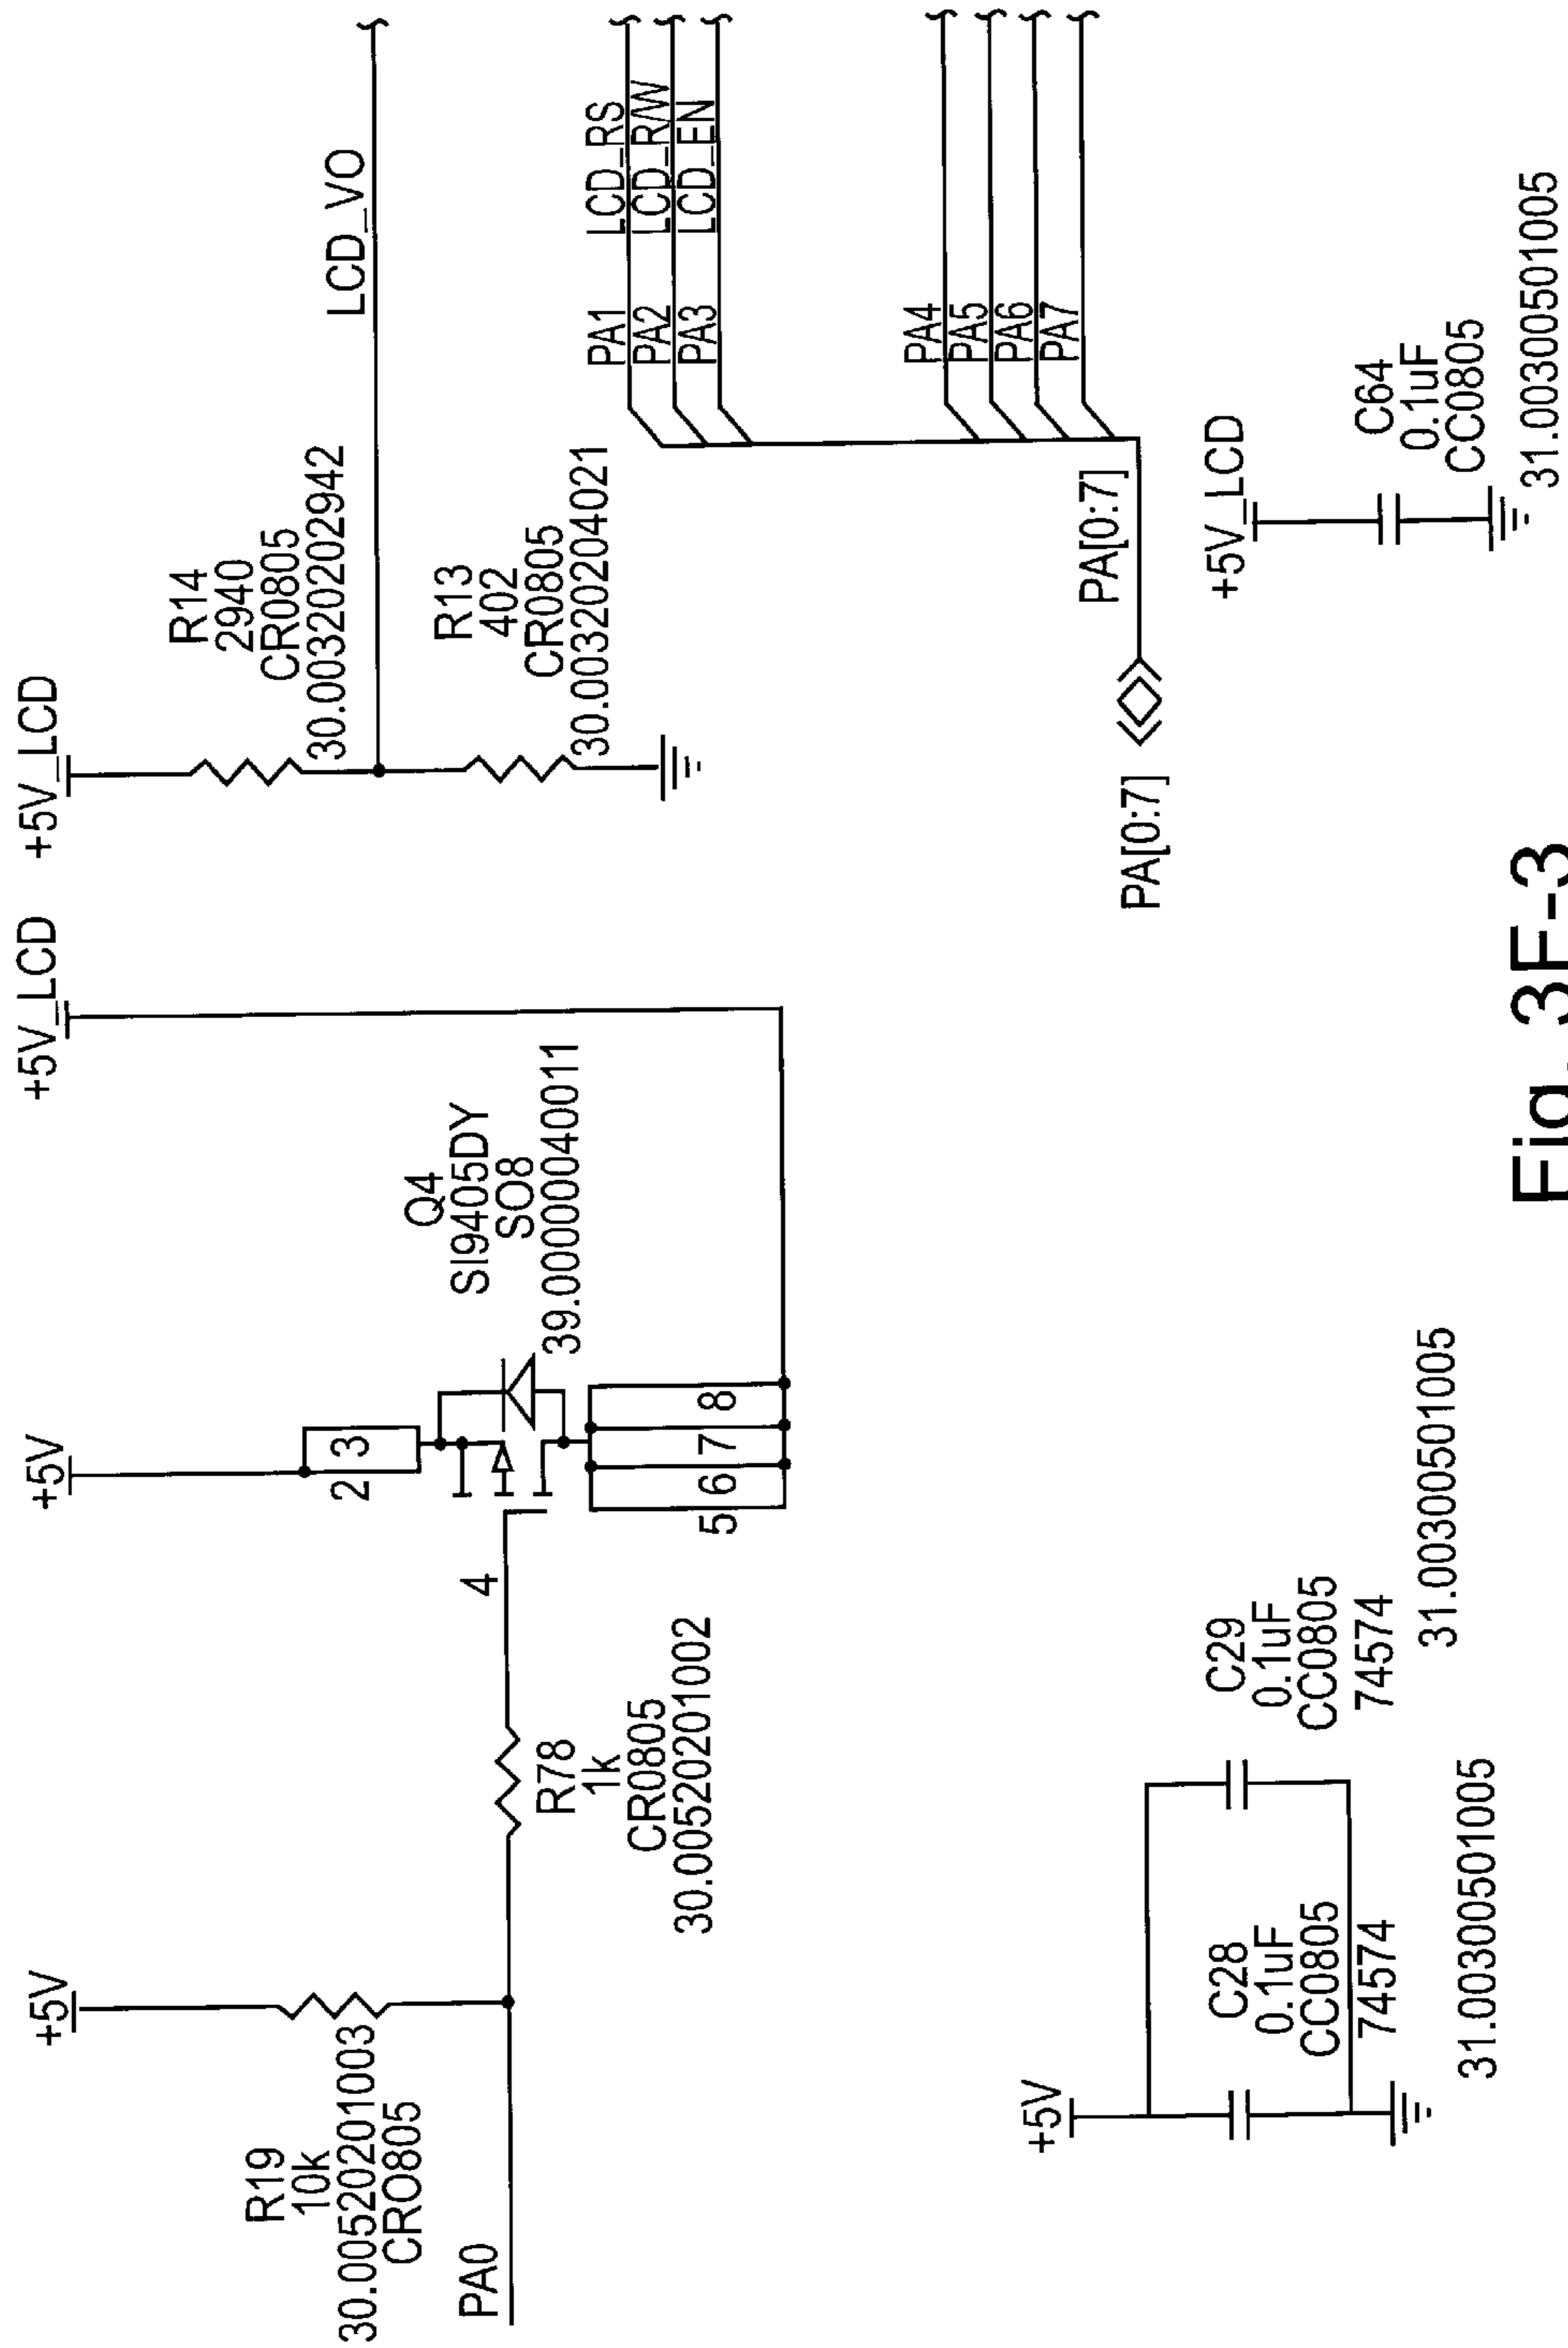 +5V
R19
10k
30.00520201003
CRO805
PA0
R78
1k
CR0805
30.00520201002
+5V
2
3
4
5
6
7
8
Q4
SI9405DY
SO8
39.0000040011
+5V_LCD
+5V_LCD
R14
2940
CR0805
30.00320202942
LCD_VO
R13
402
CR0805
30.00320204021
PA1 LCD_RS
PA2 LCD_R/W
PA3 LCD_EN
PA4
PA5
PA6
PA7
PA[0:7]
PA[0:7]
+5V
C28
0.1uF
CC0805
74574
31.00300501005
C29
0.1uF
CC0805
74574
31.00300501005
+5V_LCD
C64
0.1uF
CC0805
31.00300501005
Fig. 3F-3